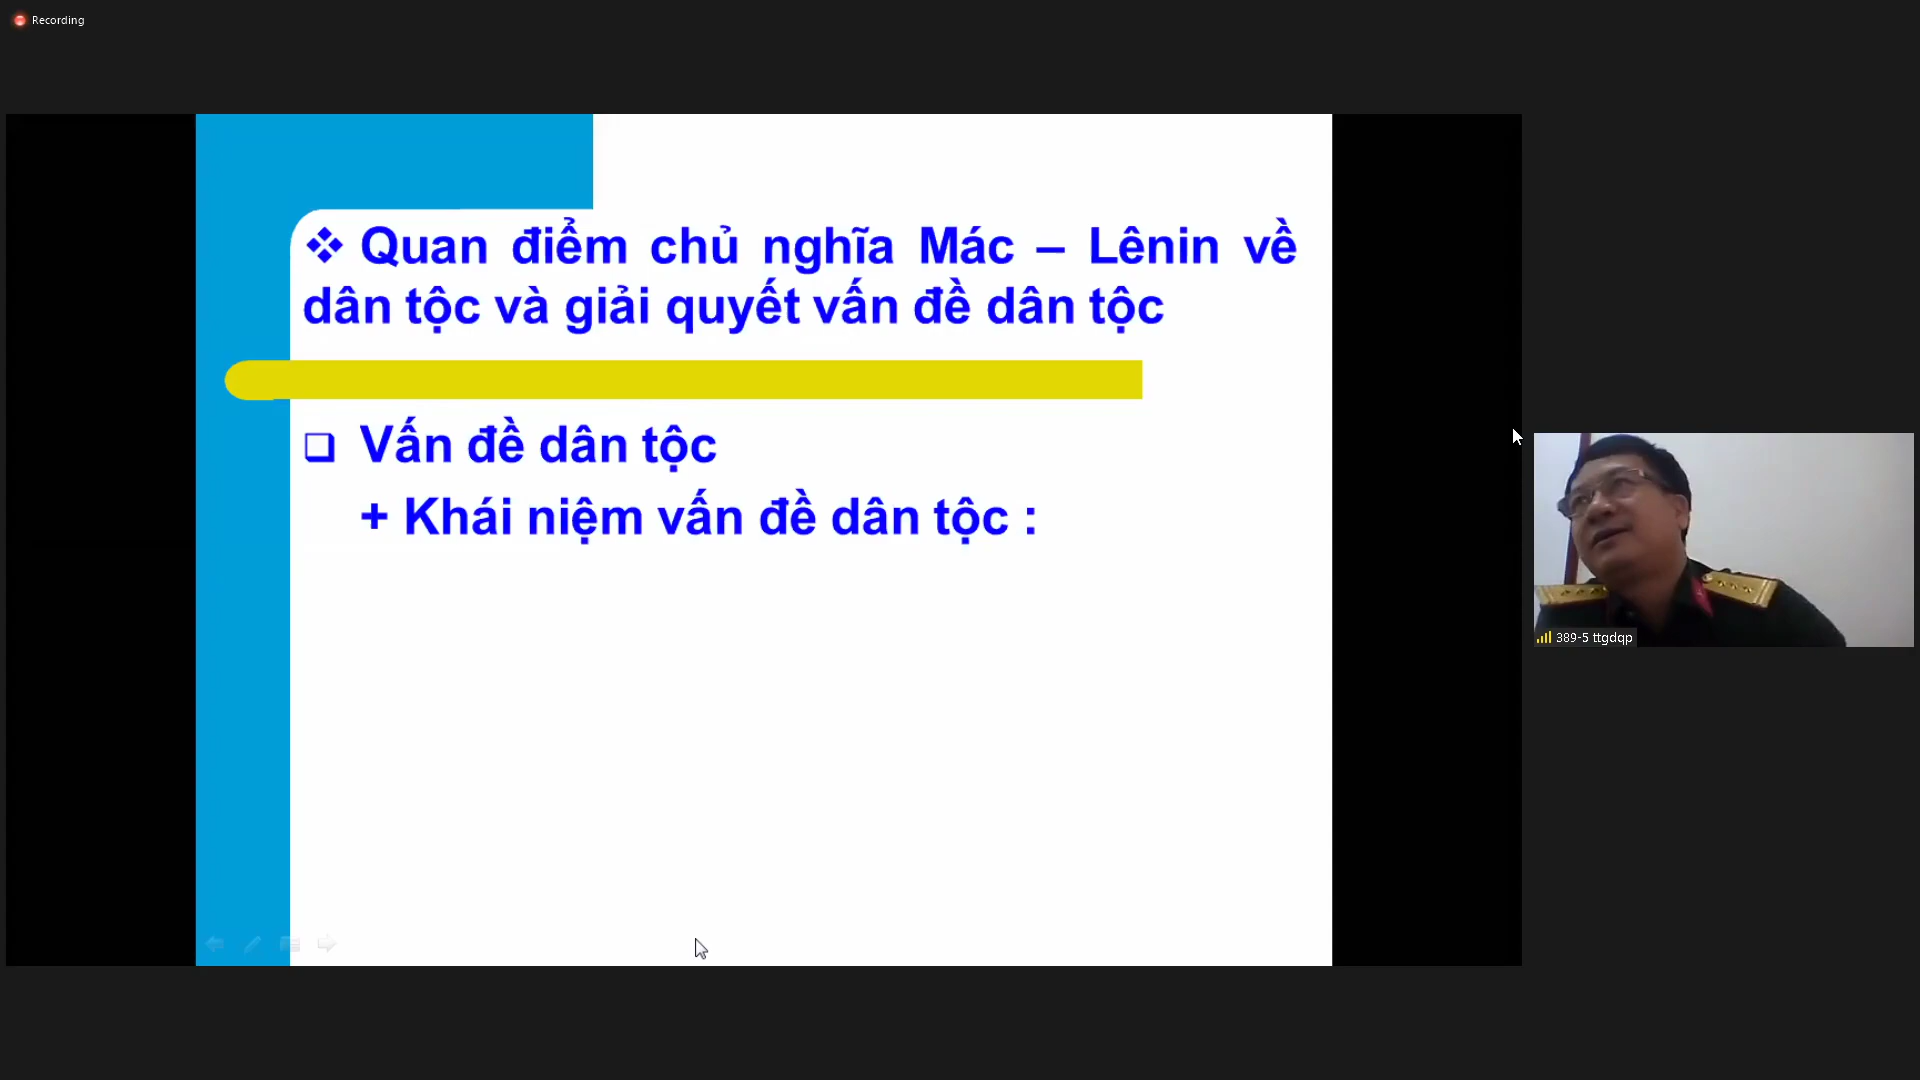 Recording
❖ Quan điểm chủ nghĩa Mác – Lênin về
dân tộc và giải quyết vấn đề dân tộc
❑ Vấn đề dân tộc
+ Khái niệm vấn đề dân tộc :
389-5 ttgdqp